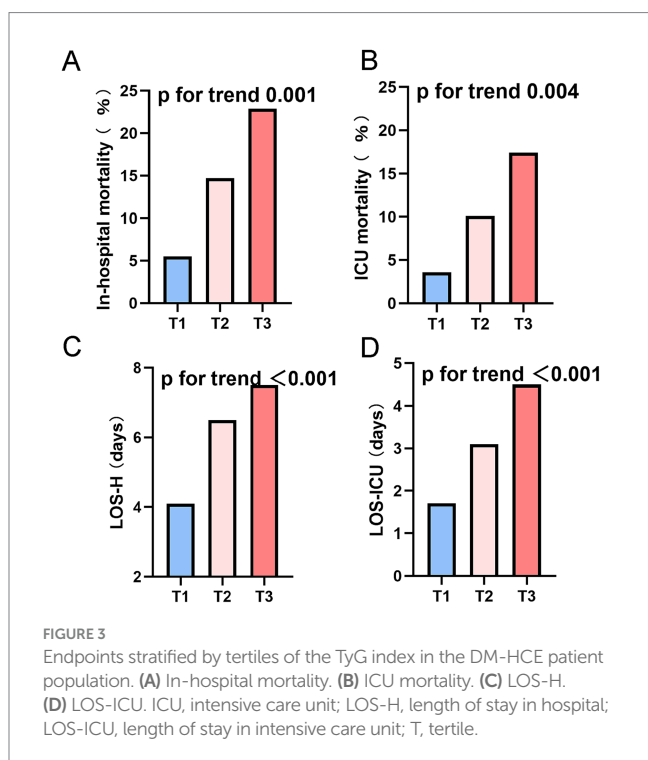 A
p for trend 0.001
In-hospital mortality（ %）
25
20
15
10
5
0
T1 T2 T3
B
p for trend 0.004
ICU mortality（ %）
25
20
15
10
5
0
T1 T2 T3
C
p for trend ＜0.001
LOS-H（days）
8
6
4
2
T1 T2 T3
D
p for trend ＜0.001
LOS-ICU（days）
5
4
3
2
1
0
T1 T2 T3
FIGURE 3
Endpoints stratified by tertiles of the TyG index in the DM-HCE patient
population. (A) In-hospital mortality. (B) ICU mortality. (C) LOS-H.
(D) LOS-ICU. ICU, intensive care unit; LOS-H, length of stay in hospital;
LOS-ICU, length of stay in intensive care unit; T, tertile.